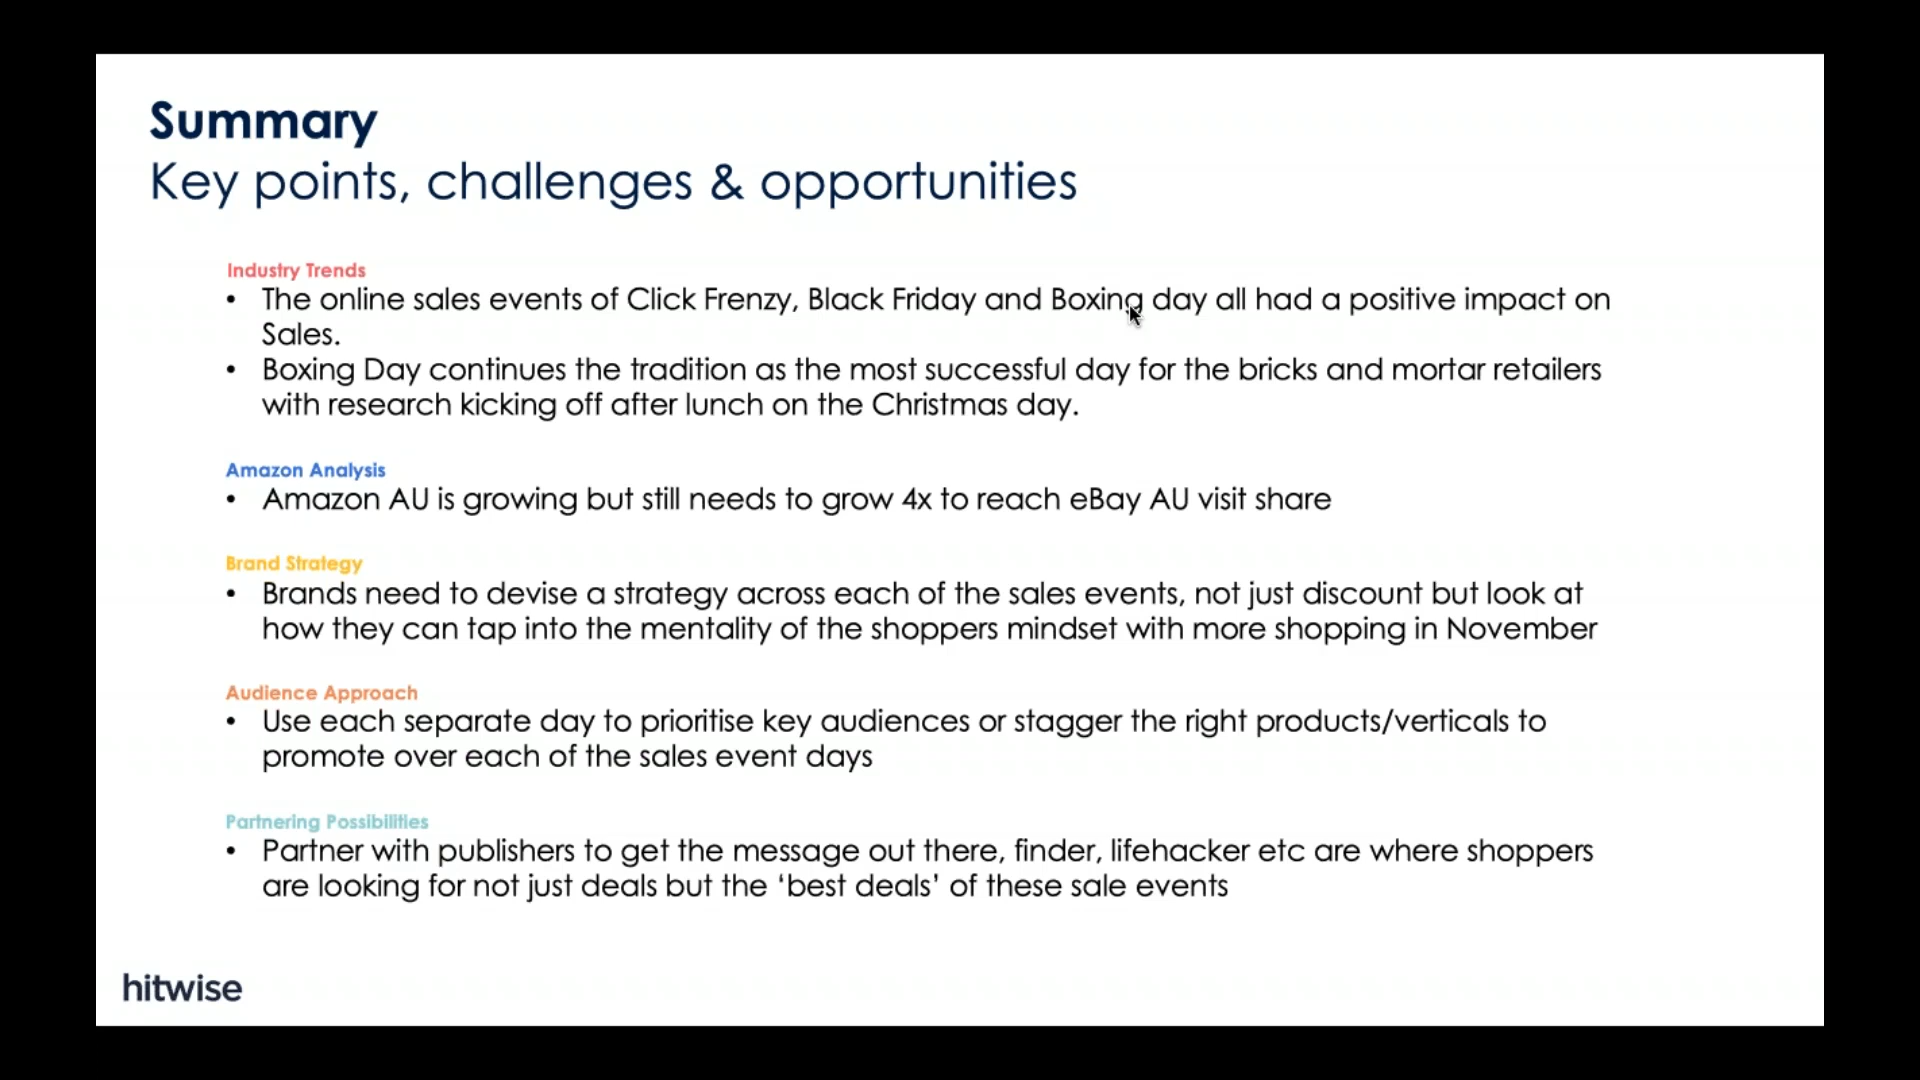 Summary
Key points, challenges & opportunities
Industry Trends
• The online sales events of Click Frenzy, Black Friday and Boxing day all had a positive impact on
Sales.
• Boxing Day continues the tradition as the most successful day for the bricks and mortar retailers
with research kicking off after lunch on the Christmas day.
Amazon Analysis
• Amazon AU is growing but still needs to grow 4x to reach eBay AU visit share
Brand Strategy
• Brands need to devise a strategy across each of the sales events, not just discount but look at
how they can tap into the mentality of the shoppers mindset with more shopping in November
Audience Approach
• Use each separate day to prioritise key audiences or stagger the right products/verticals to
promote over each of the sales event days
Partnering Possibilities
• Partner with publishers to get the message out there, finder, lifehacker etc are where shoppers
are looking for not just deals but the ‘best deals’ of these sale events
hitwise